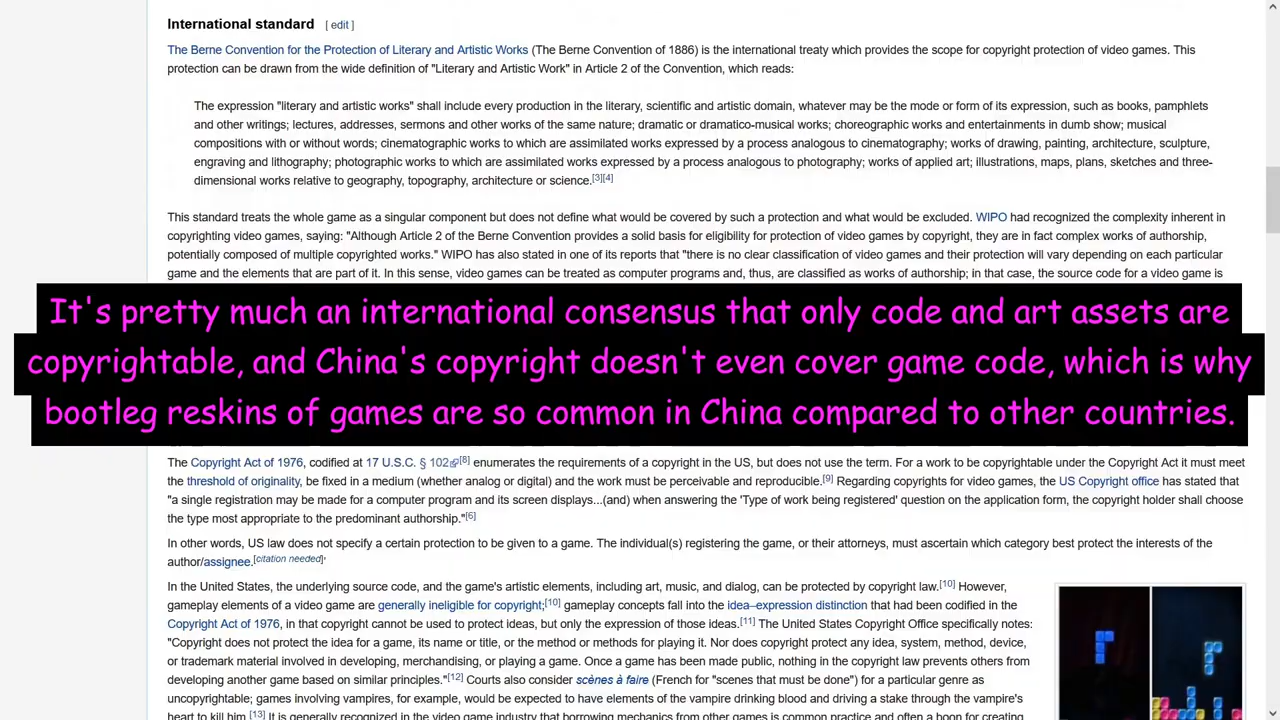 International standard [ edit ]
The Berne Convention for the Protection of Literary and Artistic Works (The Berne Convention of 1886) is the international treaty which provides the scope for copyright protection of video games. This
protection can be drawn from the wide definition of "Literary and Artistic Work" in Article 2 of the Convention, which reads:
The expression "literary and artistic works" shall include every production in the literary, scientific and artistic domain, whatever may be the mode or form of its expression, such as books, pamphlets
and other writings; lectures, addresses, sermons and other works of the same nature; dramatic or dramatico-musical works; choreographic works and entertainments in dumb show; musical
compositions with or without words; cinematographic works to which are assimilated works expressed by a process analogous to cinematography; works of drawing, painting, architecture, sculpture,
engraving and lithography; photographic works to which are assimilated works expressed by a process analogous to photography; works of applied art; illustrations, maps, plans, sketches and three-
dimensional works relative to geography, topography, architecture or science.[3][4]
This standard treats the whole game as a singular component but does not define what would be covered by such a protection and what would be excluded. WIPO had recognized the complexity inherent in
copyrighting video games, saying: "Although Article 2 of the Berne Convention provides a solid basis for eligibility for protection of video games by copyright, they are in fact complex works of authorship,
potentially composed of multiple copyrighted works." WIPO has also stated in one of its reports that "there is no clear classification of video games and their protection will vary depending on each particular
game and the elements that are part of it. In this sense, video games can be treated as computer programs and, thus, are classified as works of authorship; in that case, the source code for a video game is
It's pretty much an international consensus that only code and art assets are
copyrightable, and China's copyright doesn't even cover game code, which is why
bootleg reskins of games are so common in China compared to other countries.
The Copyright Act of 1976, codified at 17 U.S.C. § 102[8] enumerates the requirements of a copyright in the US, but does not use the term. For a work to be copyrightable under the Copyright Act it must meet
the threshold of originality, be fixed in a medium (whether analog or digital) and the work must be perceivable and reproducible.[9] Regarding copyrights for video games, the US Copyright office has stated that
"a single registration may be made for a computer program and its screen displays...(and) when answering the 'Type of work being registered' question on the application form, the copyright holder shall choose
the type most appropriate to the predominant authorship."[6]
In other words, US law does not specify a certain protection to be given to a game. The individual(s) registering the game, or their attorneys, must ascertain which category best protect the interests of the
author/assignee.[citation needed]'
In the United States, the underlying source code, and the game's artistic elements, including art, music, and dialog, can be protected by copyright law.[10] However,
gameplay elements of a video game are generally ineligible for copyright;[10] gameplay concepts fall into the idea–expression distinction that had been codified in the
Copyright Act of 1976, in that copyright cannot be used to protect ideas, but only the expression of those ideas.[11] The United States Copyright Office specifically notes:
"Copyright does not protect the idea for a game, its name or title, or the method or methods for playing it. Nor does copyright protect any idea, system, method, device,
or trademark material involved in developing, merchandising, or playing a game. Once a game has been made public, nothing in the copyright law prevents others from
developing another game based on similar principles."[12] Courts also consider scènes à faire (French for "scenes that must be done") for a particular genre as
uncopyrightable; games involving vampires, for example, would be expected to have elements of the vampire drinking blood and driving a stake through the vampire's
heart to kill him.[13] It is generally recognized in the video game industry that borrowing mechanics from other games is common practice and often a boon for creating